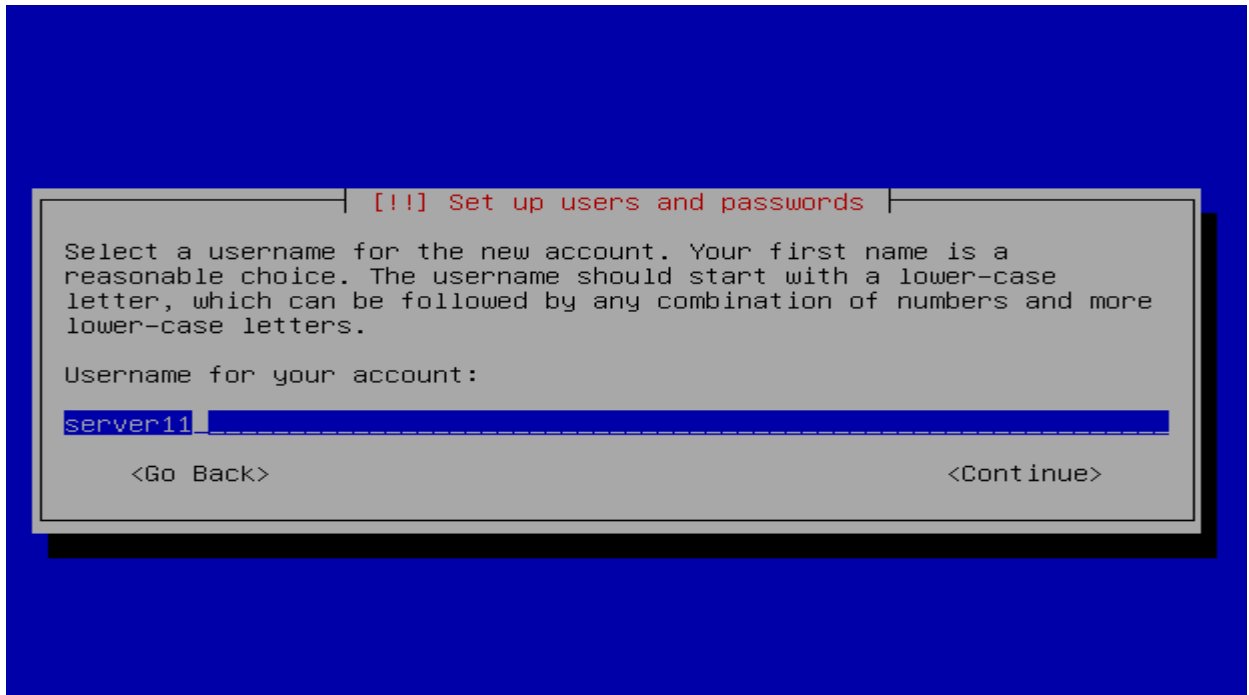 [!!] Set up users and passwords
Select a username for the new account. Your first name is a
reasonable choice. The username should start with a lower-case
letter, which can be followed by any combination of numbers and more
lower-case letters.
Username for your account:
server11
<Go Back> <Continue>